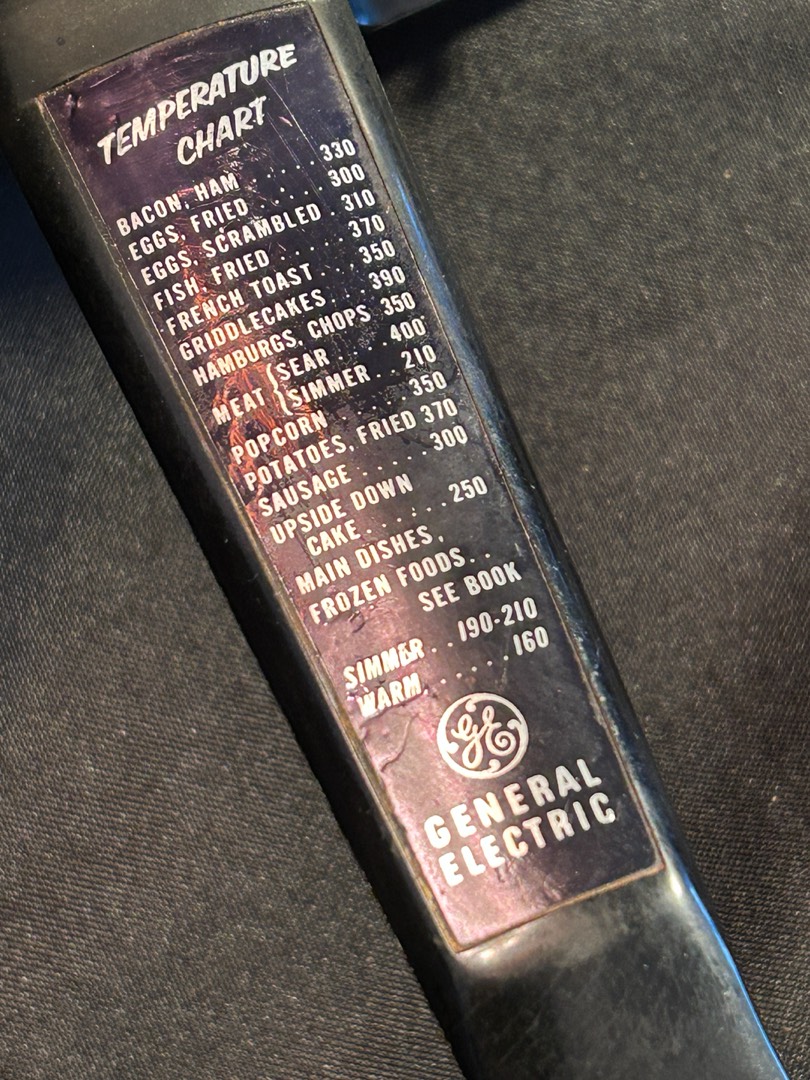 TEMPERATURE
CHART
BACON, HAM . . . . . 330
EGGS, FRIED . . . . 300
EGGS, SCRAMBLED . 310
FISH, FRIED . . . . . . 370
FRENCH TOAST . . . 350
GRIDDLECAKES . . . 390
HAMBURGS, CHOPS 350
MEAT { SEAR . . . . 400
SIMMER . . 210
POPCORN . . . . . . 350
POTATOES, FRIED 370
SAUSAGE . . . . . . 300
UPSIDE DOWN
CAKE . . . . . . 250
MAIN DISHES,
FROZEN FOODS . .
SEE BOOK
SIMMER . . 190-210
WARM . . . . . . 160
GE
GENERAL
ELECTRIC